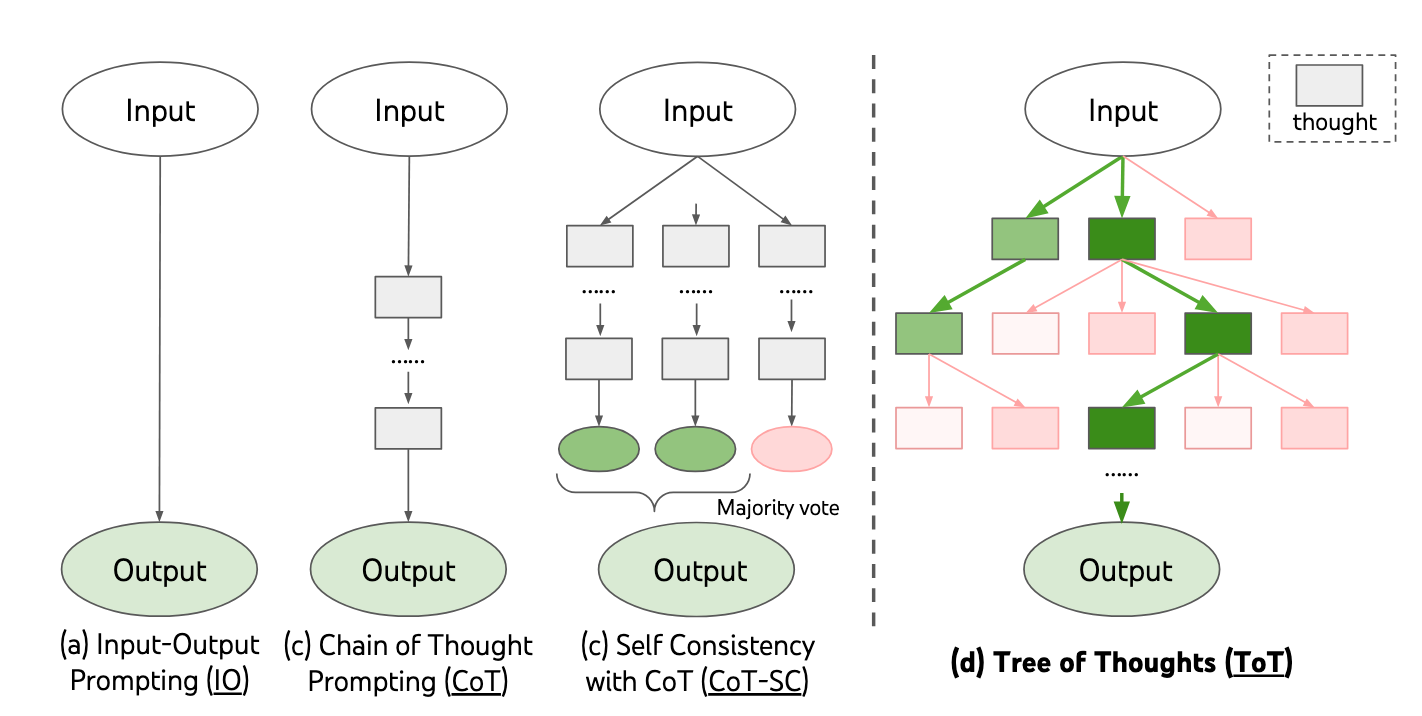 Input
Input
Input
Input
thought
......
......
......
......
......
Majority vote
Output
Output
Output
Output
(a) Input-Output
Prompting (IO)
(c) Chain of Thought
Prompting (CoT)
(c) Self Consistency
with CoT (CoT-SC)
(d) Tree of Thoughts (ToT)